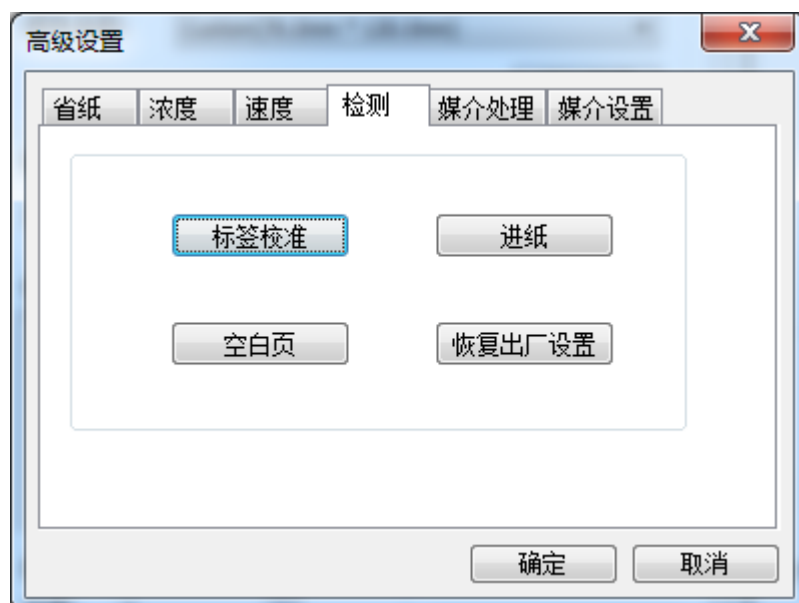 高级设置
省纸 浓度 速度 检测 媒介处理 媒介设置
标签校准 进纸
空白页 恢复出厂设置
确定 取消